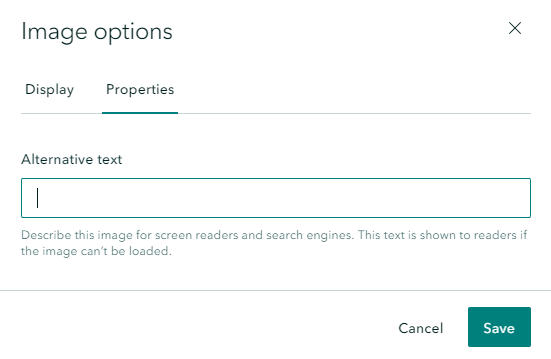 Image options
Display Properties
Alternative text
Describe this image for screen readers and search engines. This text is shown to readers if
the image can't be loaded.
Cancel Save